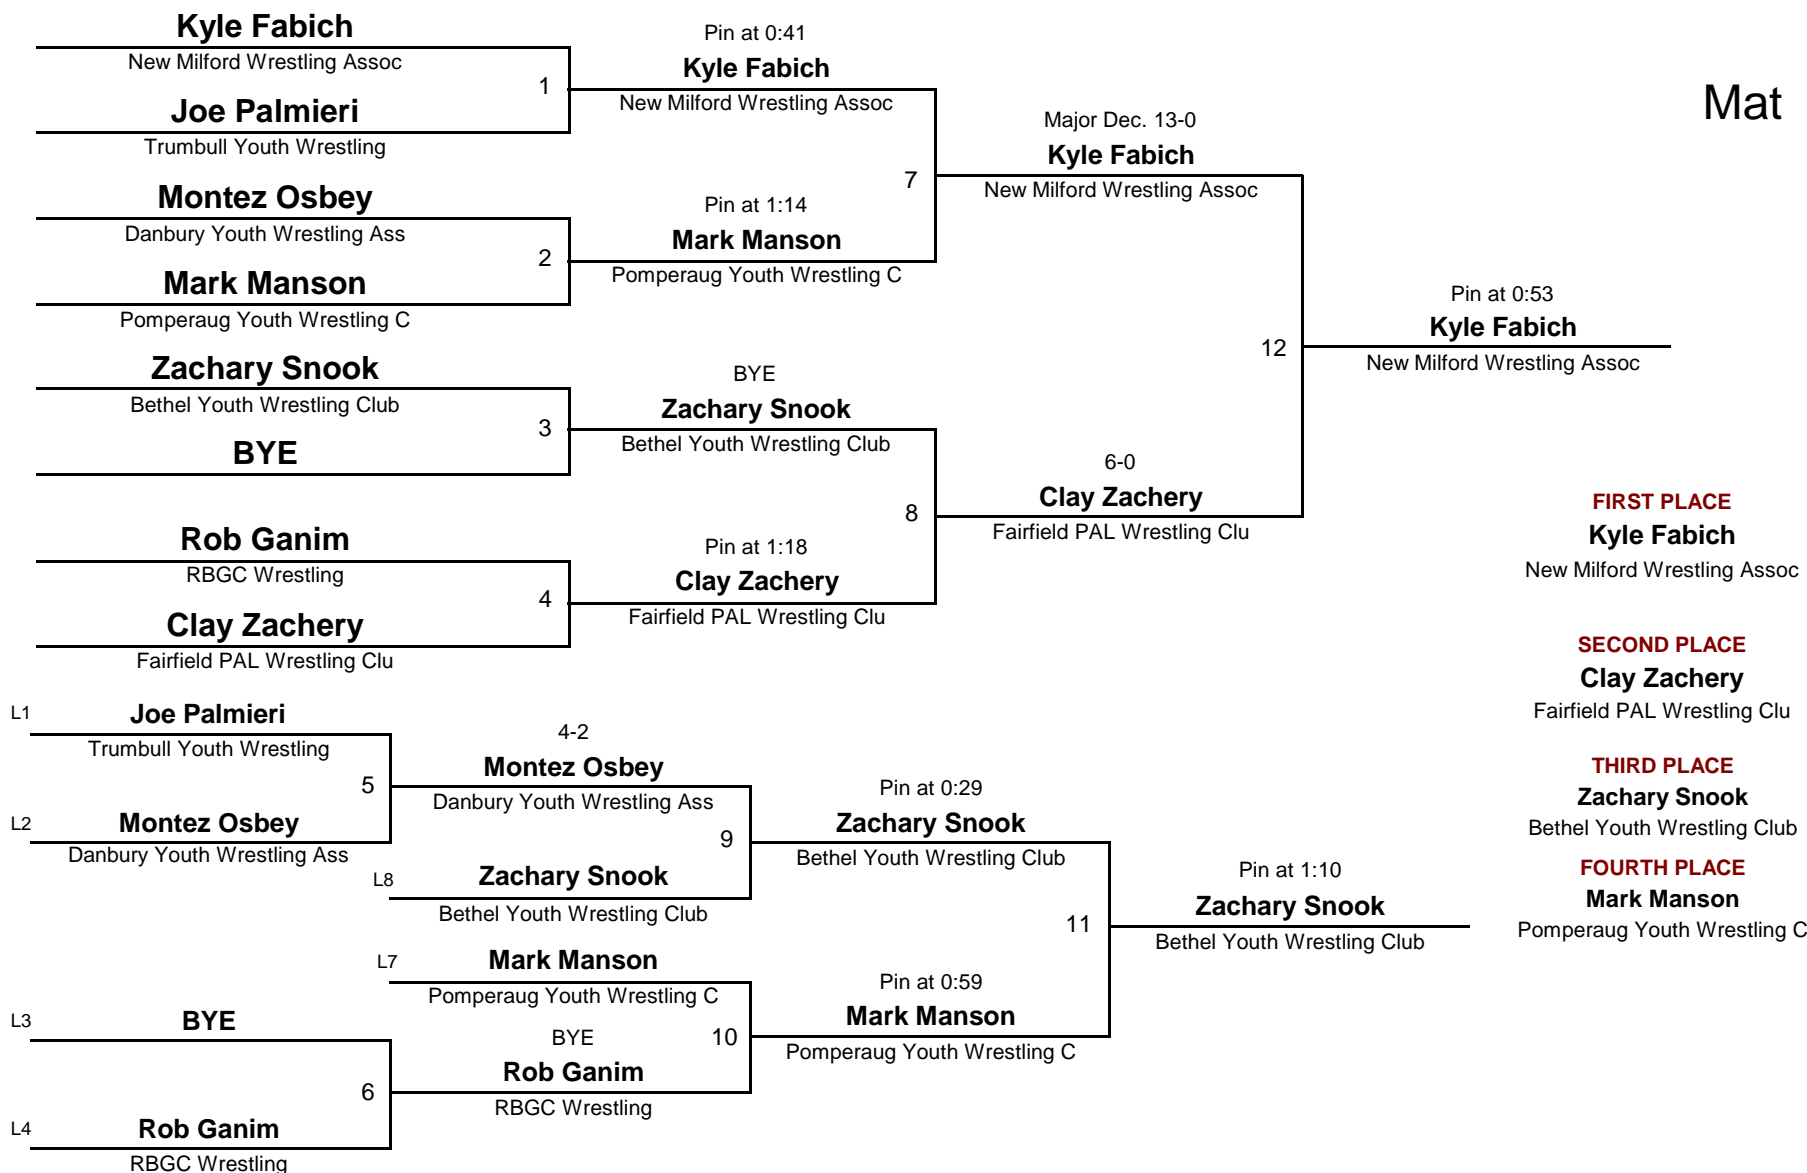 Kyle Fabich
New Milford Wrestling Assoc
1
Joe Palmieri
Trumbull Youth Wrestling
Montez Osbey
Danbury Youth Wrestling Ass
2
Mark Manson
Pomperaug Youth Wrestling C
Zachary Snook
Bethel Youth Wrestling Club
3
BYE
Rob Ganim
RBGC Wrestling
4
Clay Zachery
Fairfield PAL Wrestling Clu
Pin at 0:41
Kyle Fabich
New Milford Wrestling Assoc
7
Pin at 1:14
Mark Manson
Pomperaug Youth Wrestling C
BYE
Zachary Snook
Bethel Youth Wrestling Club
8
Pin at 1:18
Clay Zachery
Fairfield PAL Wrestling Clu
Major Dec. 13-0
Kyle Fabich
New Milford Wrestling Assoc
12
6-0
Clay Zachery
Fairfield PAL Wrestling Clu
Mat
Pin at 0:53
Kyle Fabich
New Milford Wrestling Assoc
FIRST PLACE
Kyle Fabich
New Milford Wrestling Assoc
SECOND PLACE
Clay Zachery
Fairfield PAL Wrestling Clu
THIRD PLACE
Zachary Snook
Bethel Youth Wrestling Club
FOURTH PLACE
Mark Manson
Pomperaug Youth Wrestling C
L1
Joe Palmieri
Trumbull Youth Wrestling
5
L2
Montez Osbey
Danbury Youth Wrestling Ass
L3
BYE
6
L4
Rob Ganim
RBGC Wrestling
4-2
Montez Osbey
Danbury Youth Wrestling Ass
9
L8
Zachary Snook
Bethel Youth Wrestling Club
L7
Mark Manson
Pomperaug Youth Wrestling C
10
BYE
Rob Ganim
RBGC Wrestling
Pin at 0:29
Zachary Snook
Bethel Youth Wrestling Club
11
Pin at 0:59
Mark Manson
Pomperaug Youth Wrestling C
Pin at 1:10
Zachary Snook
Bethel Youth Wrestling Club